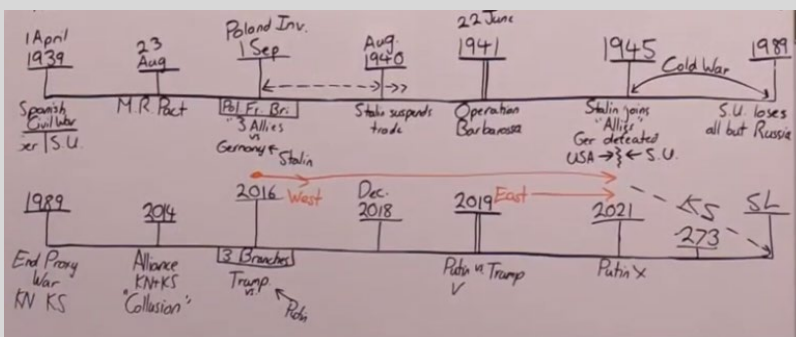 1 April 1939
23 Aug
Poland Inv.
1 Sep
Aug. 1940
22 June
1941
1945
Cold War
1989
Spanish Civil War
Ger | S.U.
M.R. Pact
Pol. Fr. Bri.
"3 Allies
vs
Germany ← Stalin
Stalin suspends
trade
Operation
Barbarossa
Stalin joins
"Allies"
Ger defeated
USA → ← S.U.
S.U. loses
all but Russia
West
East
1989
2014
2016
Dec.
2018
2019
2021
KS
273
SL
End Proxy
War
KN KS
Alliance
KN+KS
"Collusion"
3 Branches
Trump
vs
Putin
Putin vs Trump
V
Putin X